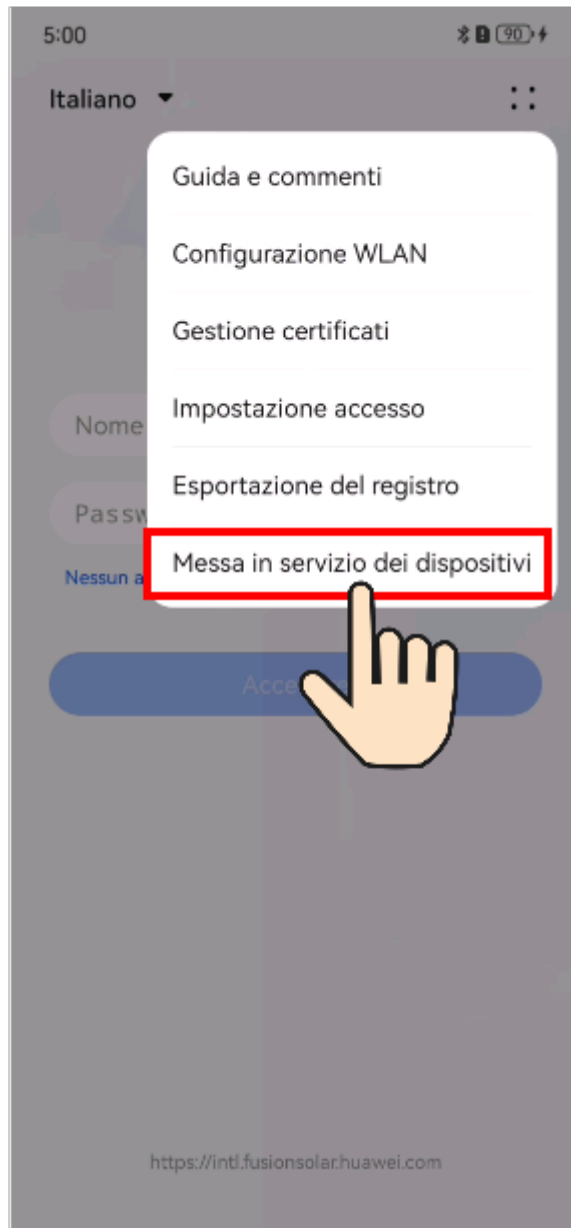 5:00
90
Italiano
Guida e commenti
Configurazione WLAN
Gestione certificati
Impostazione accesso
Nome
Esportazione del registro
Passw
Messa in servizio dei dispositivi
Nessun a
Acce
https://intl.fusionsolar.huawei.com